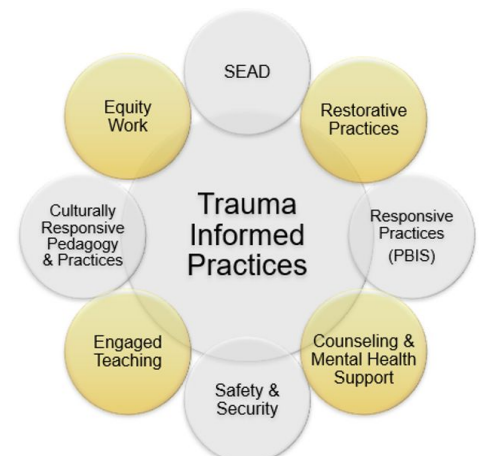 SEAD
Equity
Work
Restorative
Practices
Culturally
Responsive
Pedagogy
& Practices
Trauma
Informed
Practices
Responsive
Practices
(PBIS)
Engaged
Teaching
Counseling &
Mental Health
Support
Safety &
Security